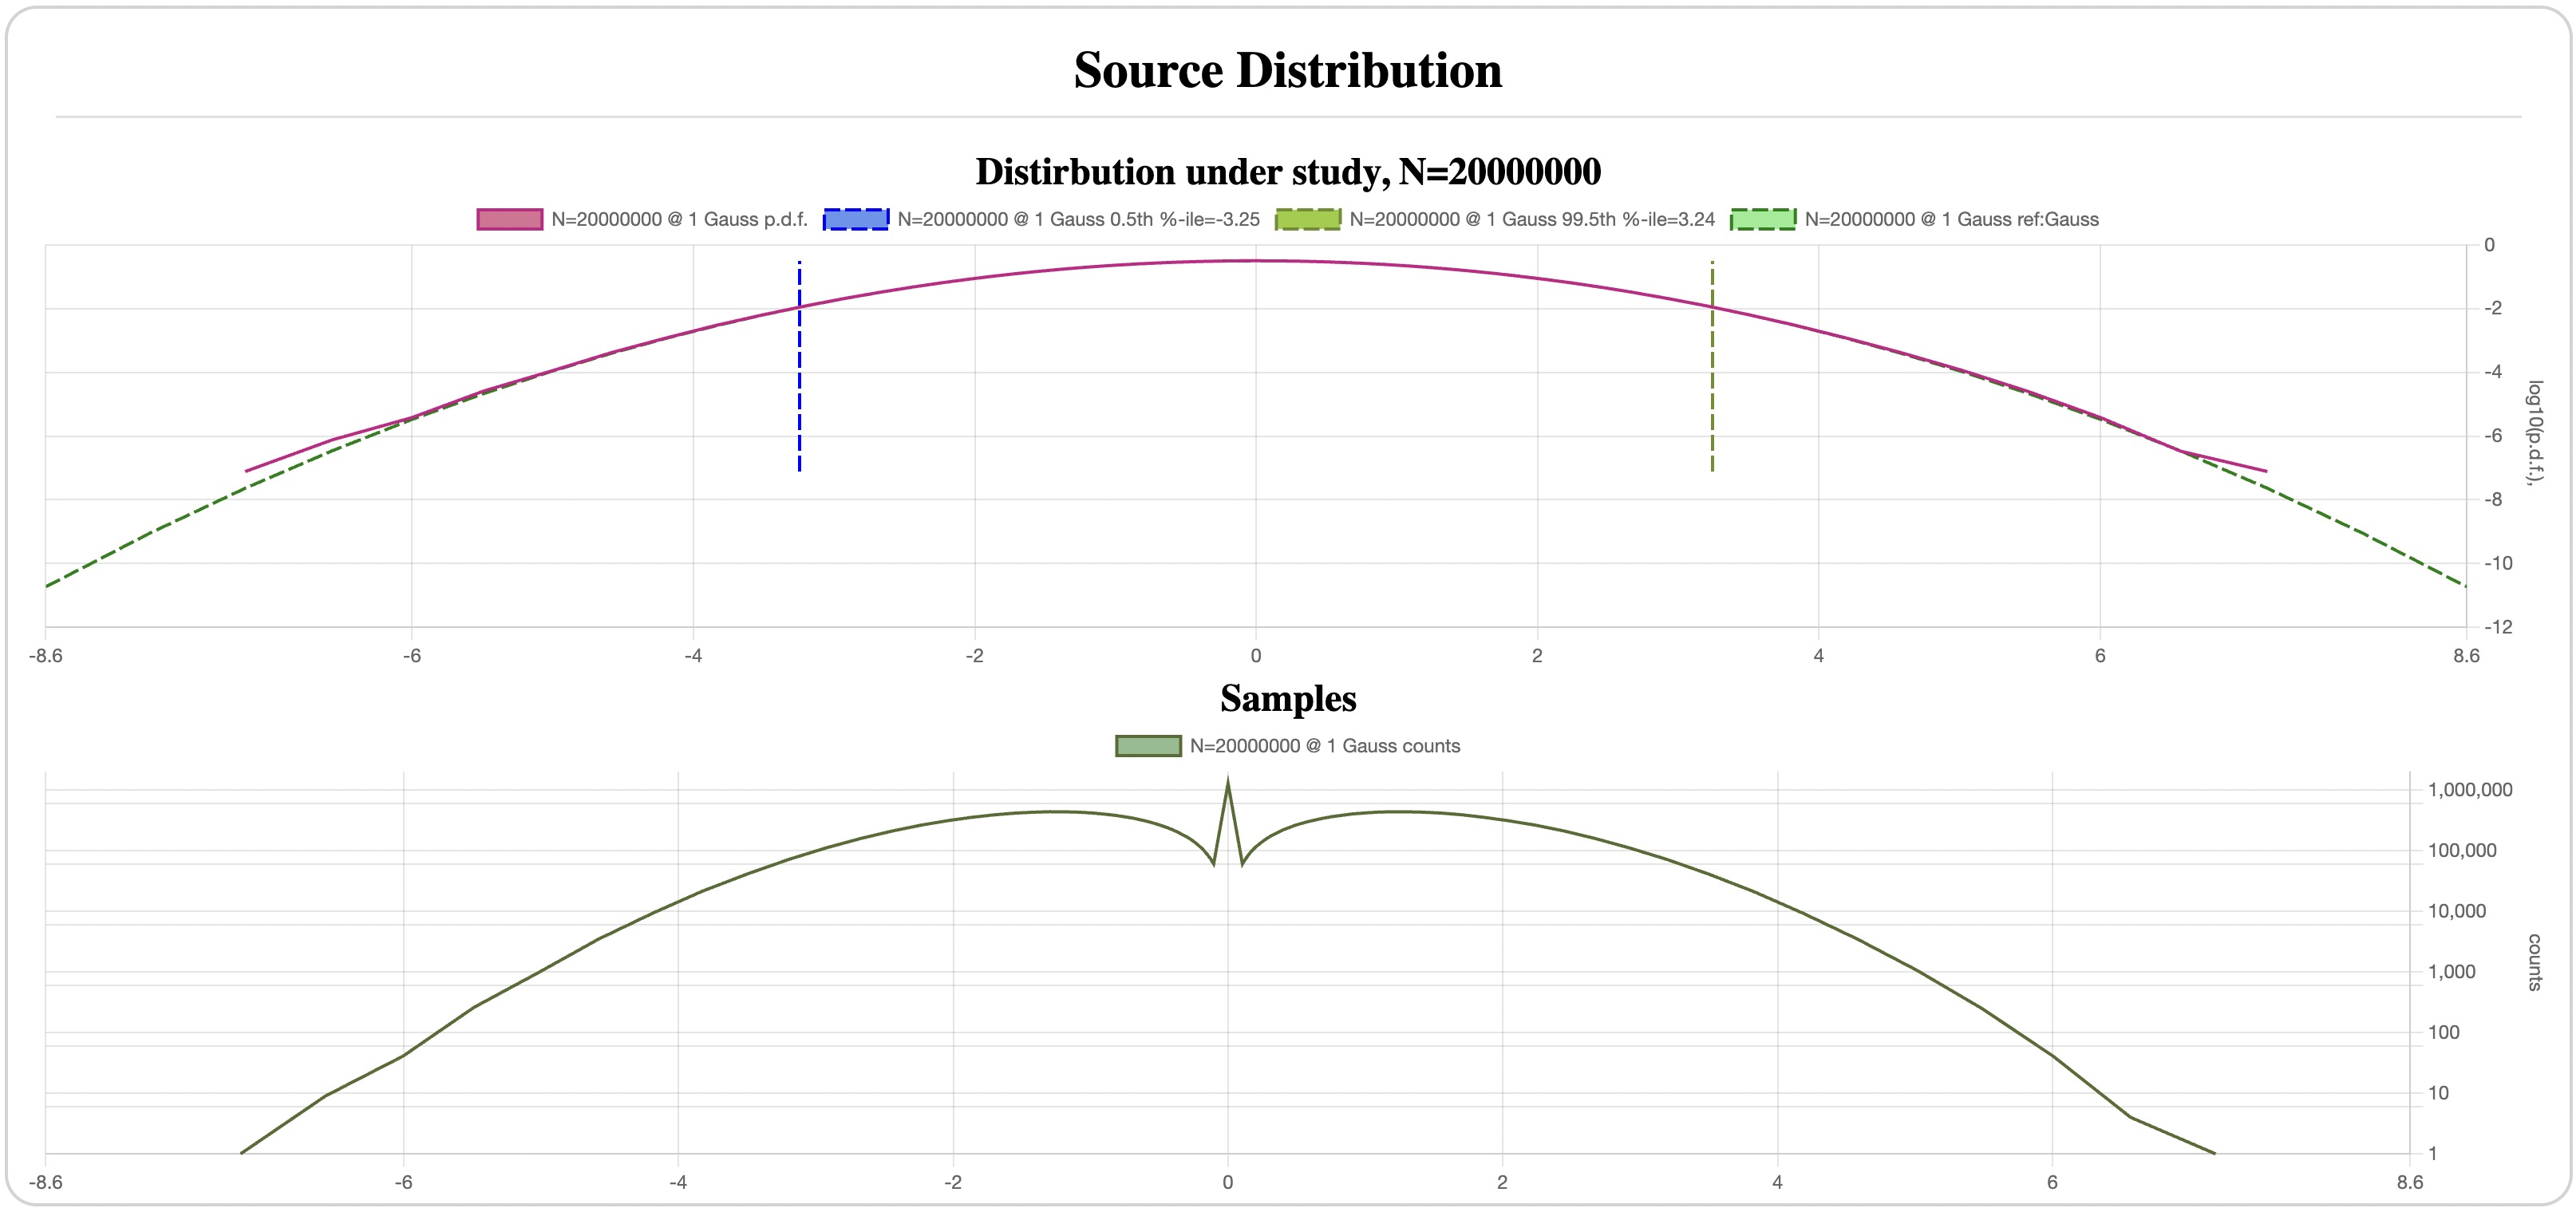 Source Distribution
Distirbution under study, N=20000000
N=20000000 @ 1 Gauss p.d.f. N=20000000 @ 1 Gauss 0.5th %-ile=-3.25 N=20000000 @ 1 Gauss 99.5th %-ile=3.24 N=20000000 @ 1 Gauss ref:Gauss
0
-2
-4
-6
-8
-10
-12
log10(p.d.f.),
-8.6 -6 -4 -2 0 2 4 6 8.6
Samples
N=20000000 @ 1 Gauss counts
1,000,000
100,000
10,000
1,000
100
10
1
counts
-8.6 -6 -4 -2 0 2 4 6 8.6